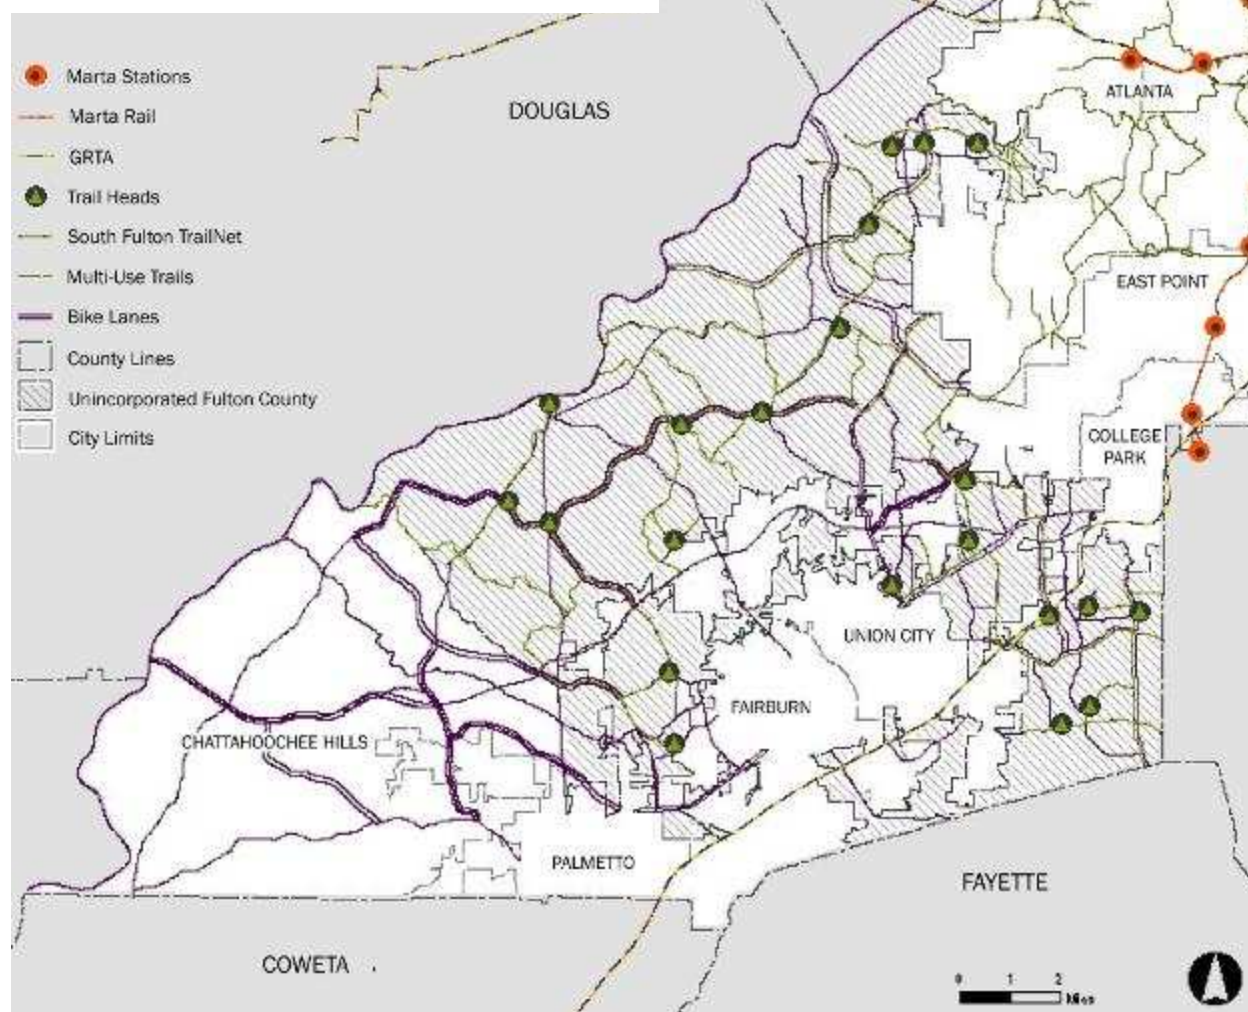 Marta Stations
Marta Rail
GRTA
Trail Heads
South Fulton TrailNet
Multi-Use Trails
Bike Lanes
County Lines
Unincorporated Fulton County
City Limits
DOUGLAS
ATLANTA
EAST POINT
COLLEGE
PARK
UNION CITY
FAIRBURN
CHATTAHOOCHEE HILLS
PALMETTO
FAYETTE
COWETA
0 1 2
Miles